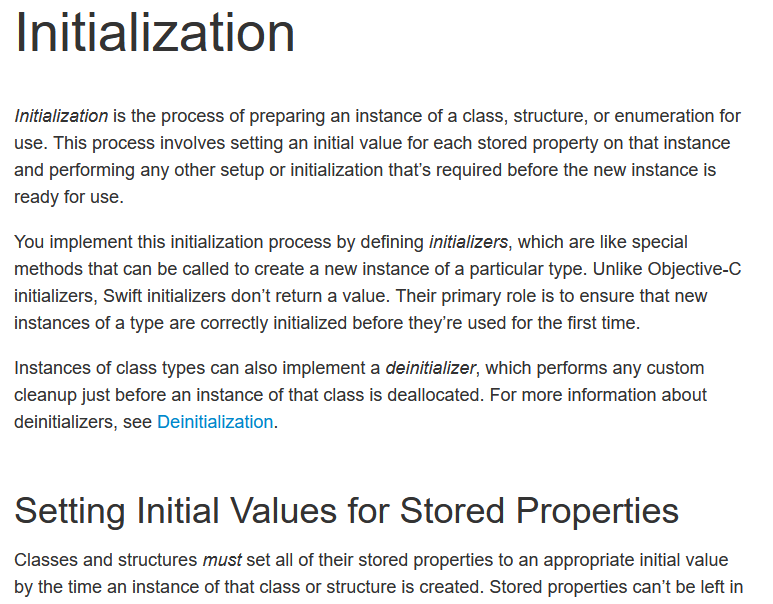 Initialization
Initialization is the process of preparing an instance of a class, structure, or enumeration for
use. This process involves setting an initial value for each stored property on that instance
and performing any other setup or initialization that’s required before the new instance is
ready for use.
You implement this initialization process by defining initializers, which are like special
methods that can be called to create a new instance of a particular type. Unlike Objective-C
initializers, Swift initializers don’t return a value. Their primary role is to ensure that new
instances of a type are correctly initialized before they’re used for the first time.
Instances of class types can also implement a deinitializer, which performs any custom
cleanup just before an instance of that class is deallocated. For more information about
deinitializers, see Deinitialization.
Setting Initial Values for Stored Properties
Classes and structures must set all of their stored properties to an appropriate initial value
by the time an instance of that class or structure is created. Stored properties can’t be left in